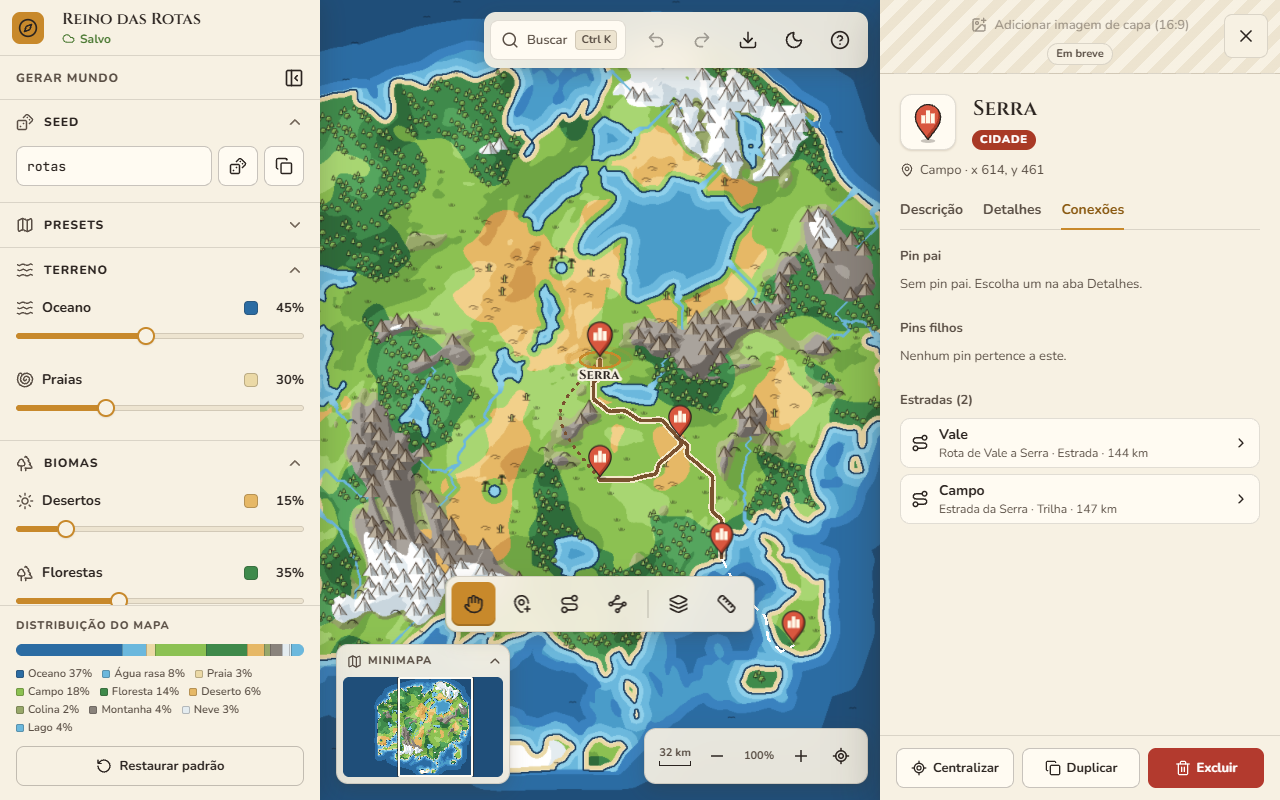 Reino das Rotas
Salvo
GERAR MUNDO
SEED
rotas
PRESETS
TERRENO
Oceano 45%
Praias 30%
BIOMAS
Desertos 15%
Florestas 35%
DISTRIBUIÇÃO DO MAPA
Oceano 37% Água rasa 8% Praia 3%
Campo 18% Floresta 14% Deserto 6%
Colina 2% Montanha 4% Neve 3%
Lago 4%
Restaurar padrão
Buscar Ctrl K
Serra
MINIMAPA
32 km 100%
Adicionar imagem de capa (16:9)
Em breve
Serra
CIDADE
Campo · x 614, y 461
Descrição Detalhes Conexões
Pin pai
Sem pin pai. Escolha um na aba Detalhes.
Pins filhos
Nenhum pin pertence a este.
Estradas (2)
Vale
Rota de Vale a Serra · Estrada · 144 km
Campo
Estrada da Serra · Trilha · 147 km
Centralizar Duplicar Excluir